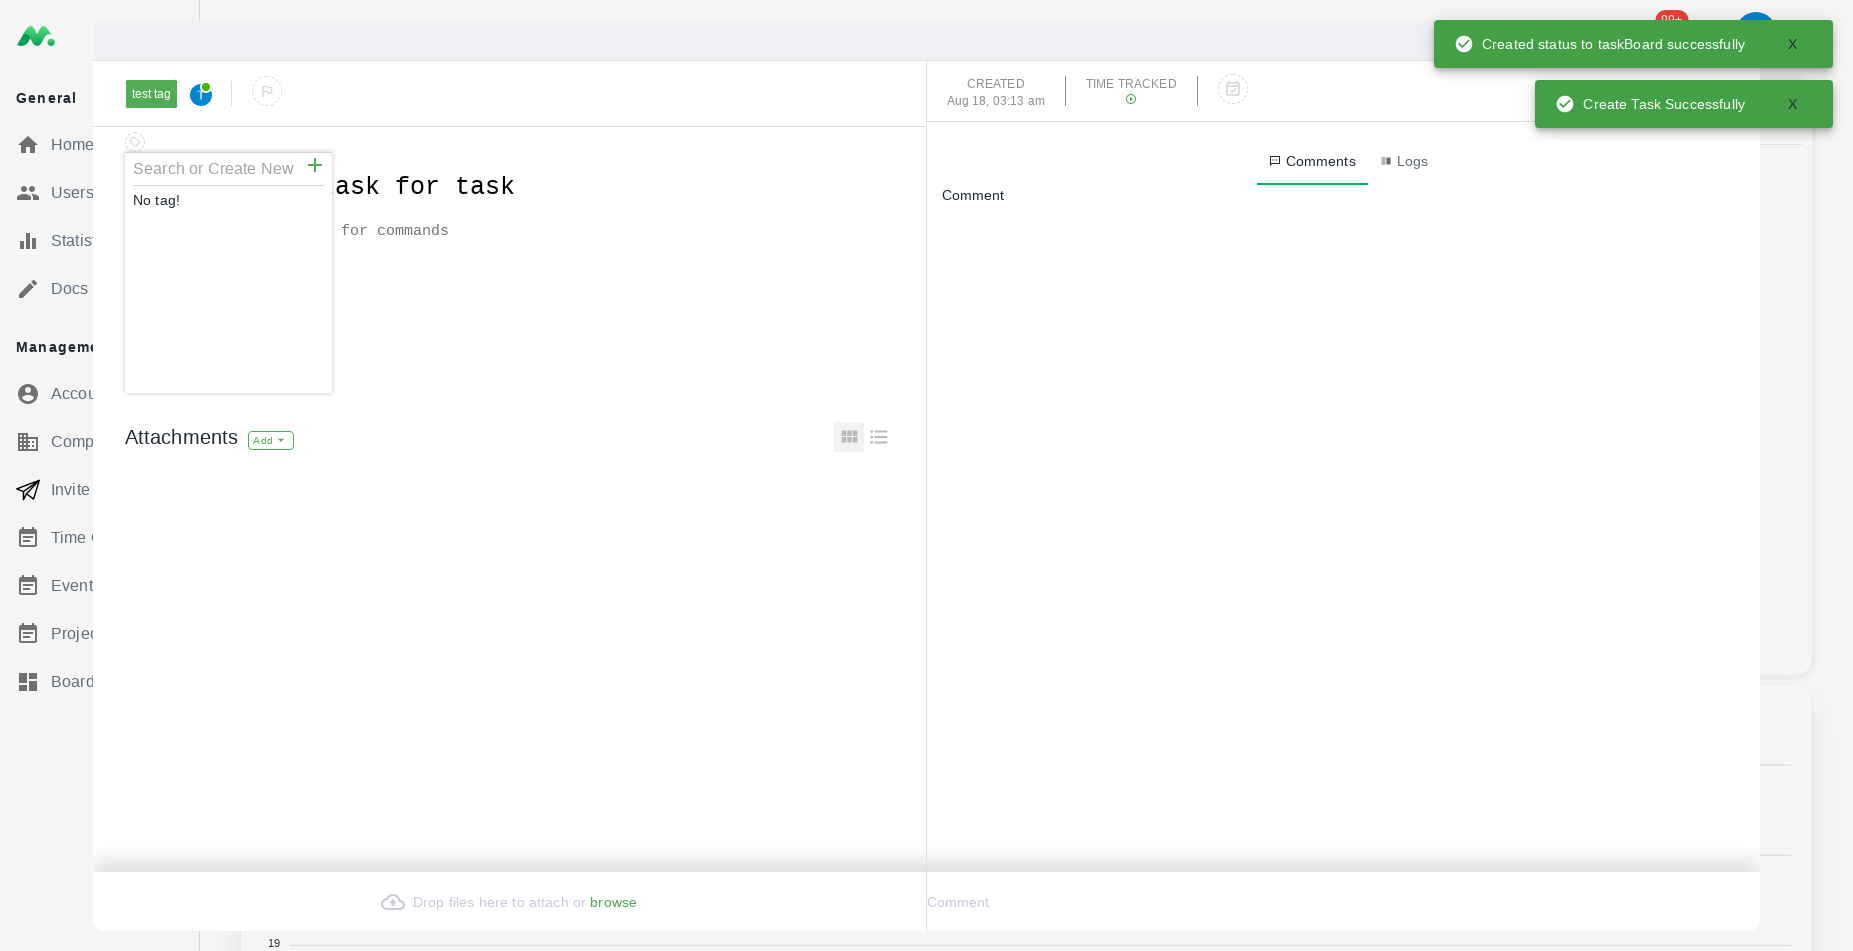 99+
Created status to taskBoard successfully X
Create Task Successfully X
General
Home
Users
Statist
Docs
Manageme
Accou
Comp
Invite
Time
Event
Projec
Board
test tag
CREATED
Aug 18, 03:13 am
TIME TRACKED
Search or Create New
No tag!
ask for task
for commands
Comments
Logs
Comment
Attachments
Add
Drop files here to attach or browse
Comment
19